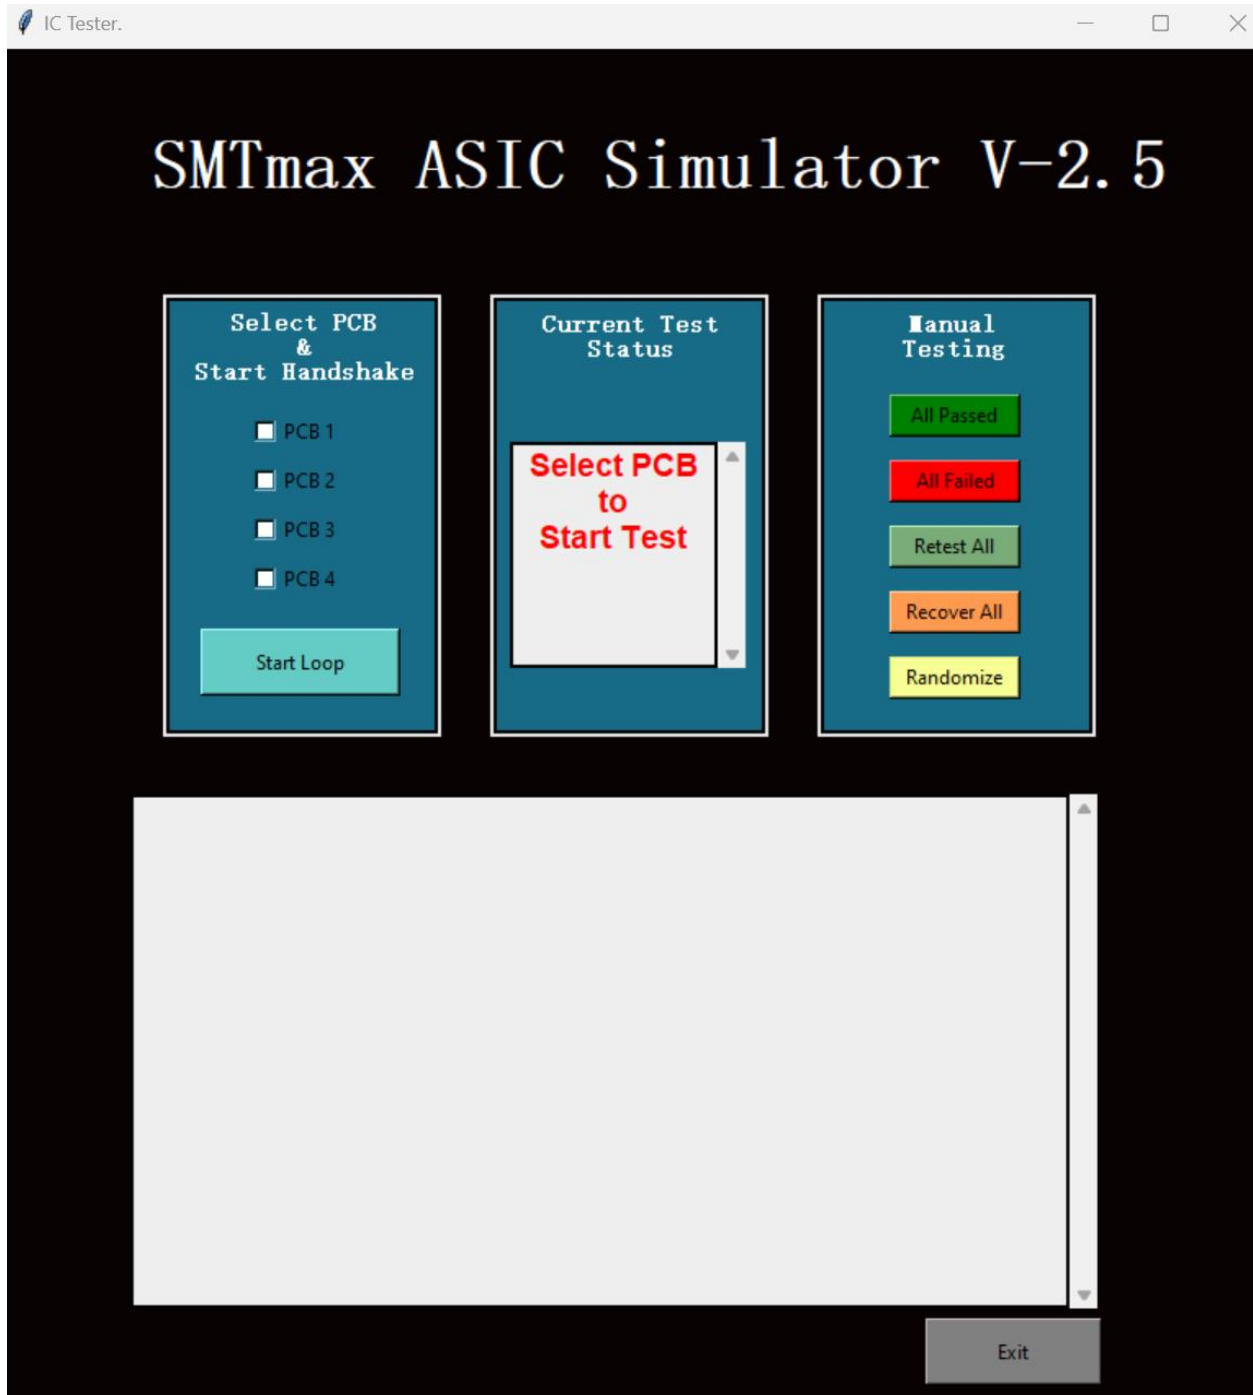 IC Tester.
SMTmax ASIC Simulator V-2.5
Select PCB
&
Start Handshake
PCB 1
PCB 2
PCB 3
PCB 4
Start Loop
Current Test
Status
Select PCB
to
Start Test
Manual
Testing
All Passed
All Failed
Retest All
Recover All
Randomize
Exit